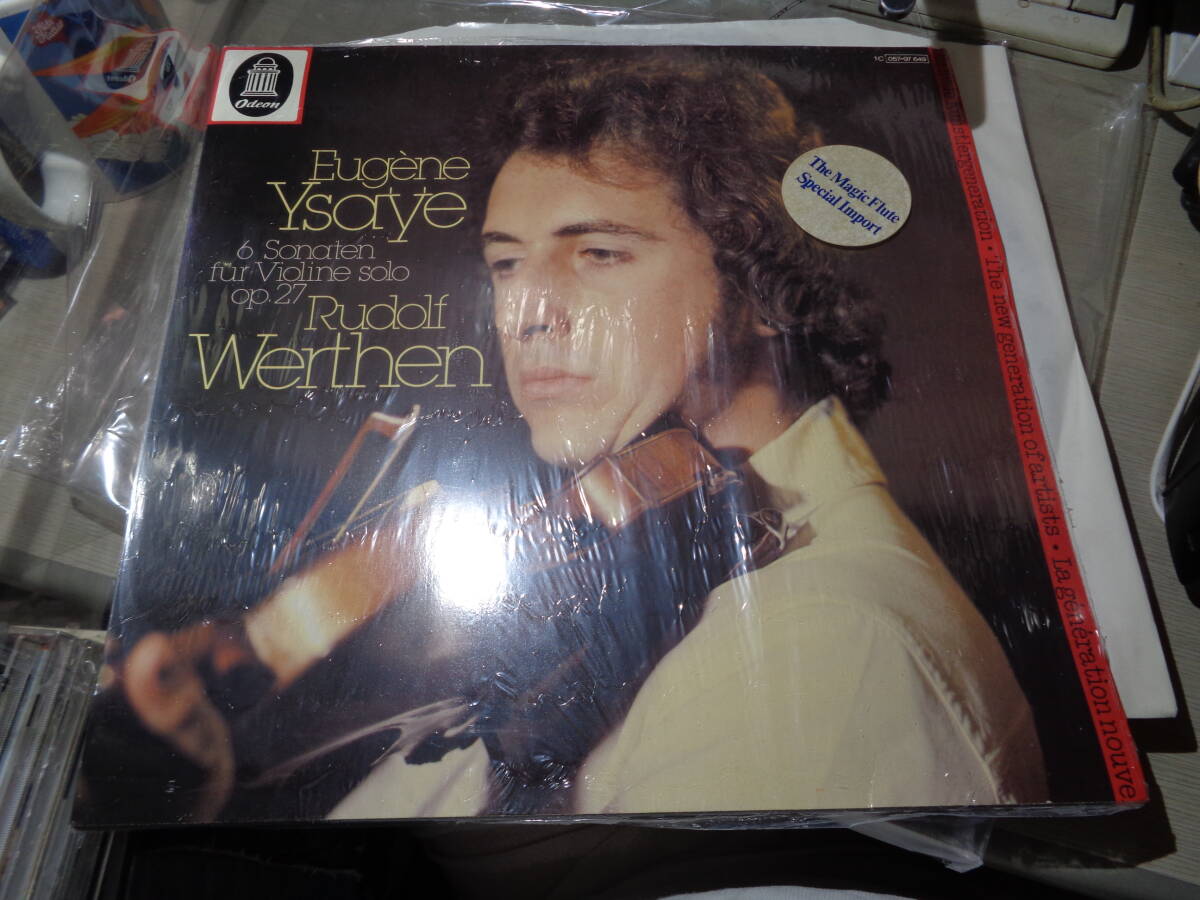 Odeon
1C 057-97 649
Eugène
Ysaÿe
6 Sonaten
für Violine solo
op. 27
Rudolf
Werthen
The Magic Flute
Special Import
· The new generation of artists · La génération nouve